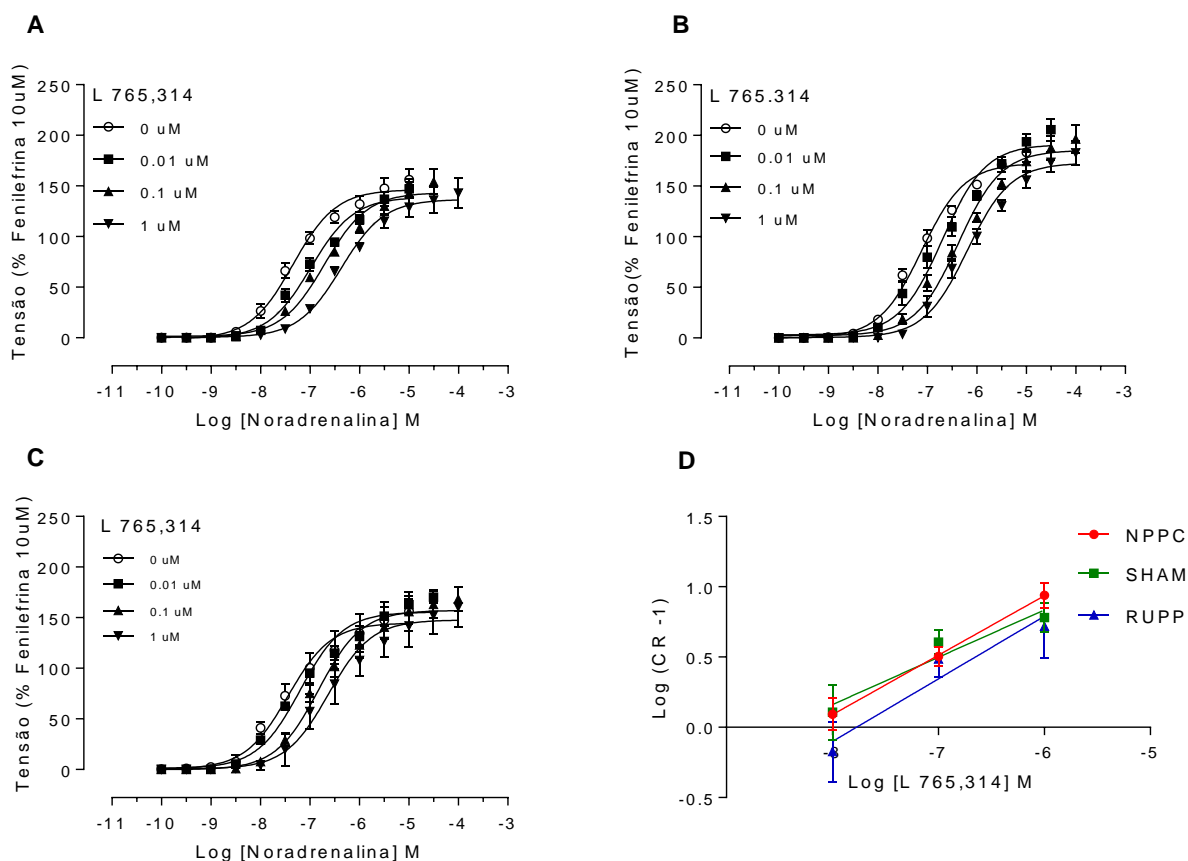 A
Tensão (% Fenilefrina 10uM)
250
200
150
100
50
0
L 765,314
0 uM
0.01 uM
0.1 uM
1 uM
-10 -9 -8 -7 -6 -5 -4 -3
Log [Noradrenalina] M
B
Tensão(% Fenilefrina 10uM)
250
200
150
100
50
0
L 765.314
0 uM
0.01 uM
0.1 uM
1 uM
-10 -9 -8 -7 -6 -5 -4 -3
Log [Noradrenalina] M
C
Tensão (% Fenilefrina 10uM)
250
200
150
100
50
0
L 765,314
0 uM
0.01 uM
0.1 uM
1 uM
-10 -9 -8 -7 -6 -5 -4 -3
Log [Noradrenalina] M
D
Log (CR -1)
1.5
1.0
0.5
0.0
-0.5
NPPC
SHAM
RUPP
-8 -7 -6 -5
Log [L 765,314] M